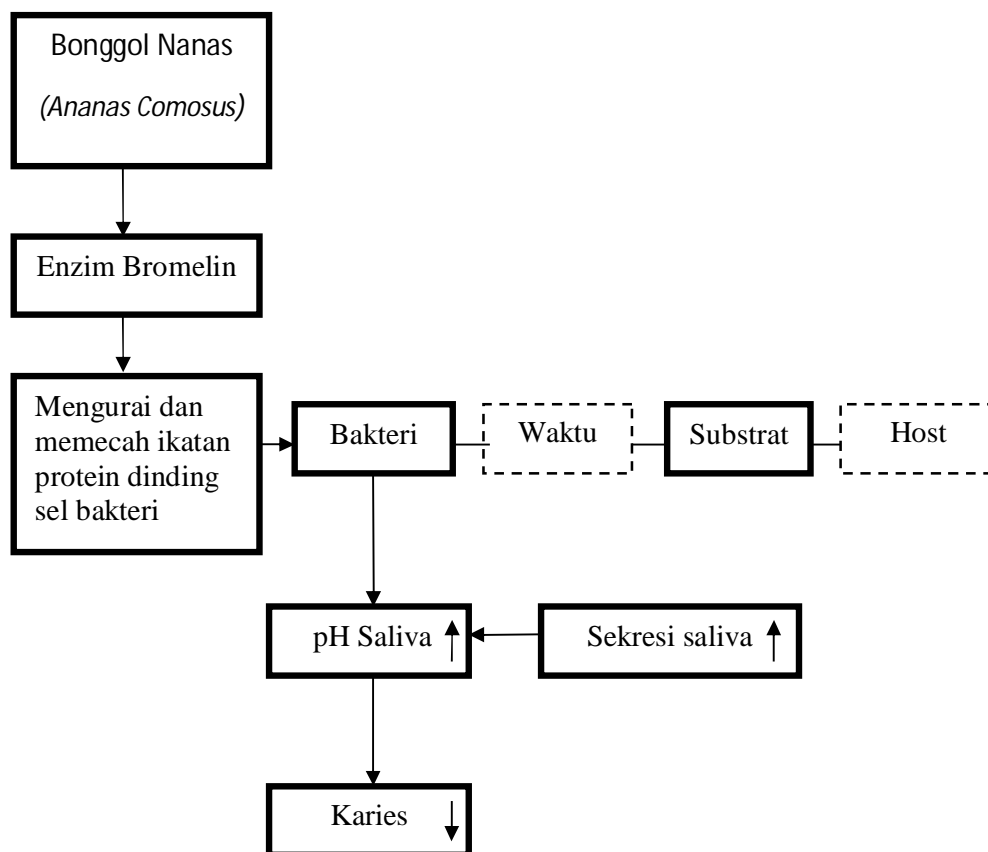 Bonggol Nanas
(Ananas Comosus)
Enzim Bromelin
Mengurai dan
memecah ikatan
protein dinding
sel bakteri
Bakteri
Waktu
Substrat
Host
pH Saliva
Sekresi saliva
Karies